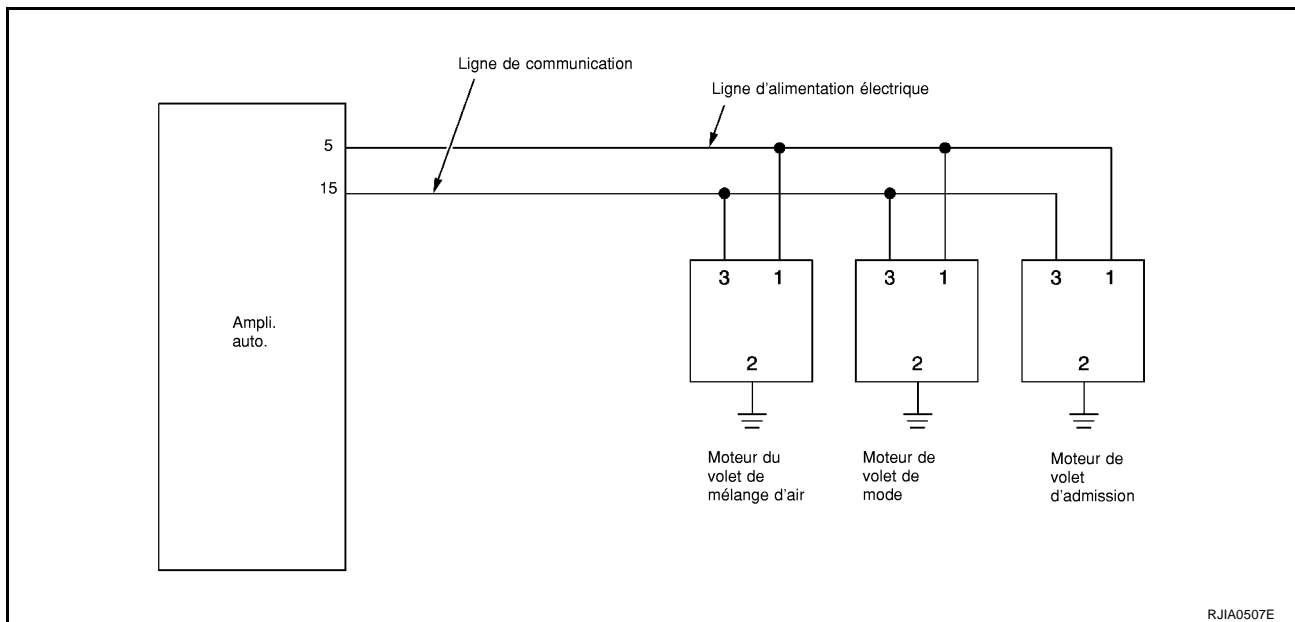 Ligne de communication
Ligne d'alimentation électrique
5
15
Ampli.
auto.
3 1
2
3 1
2
3 1
2
Moteur du
volet de
mélange d'air
Moteur de
volet de
mode
Moteur de
volet
d'admission
RJIA0507E